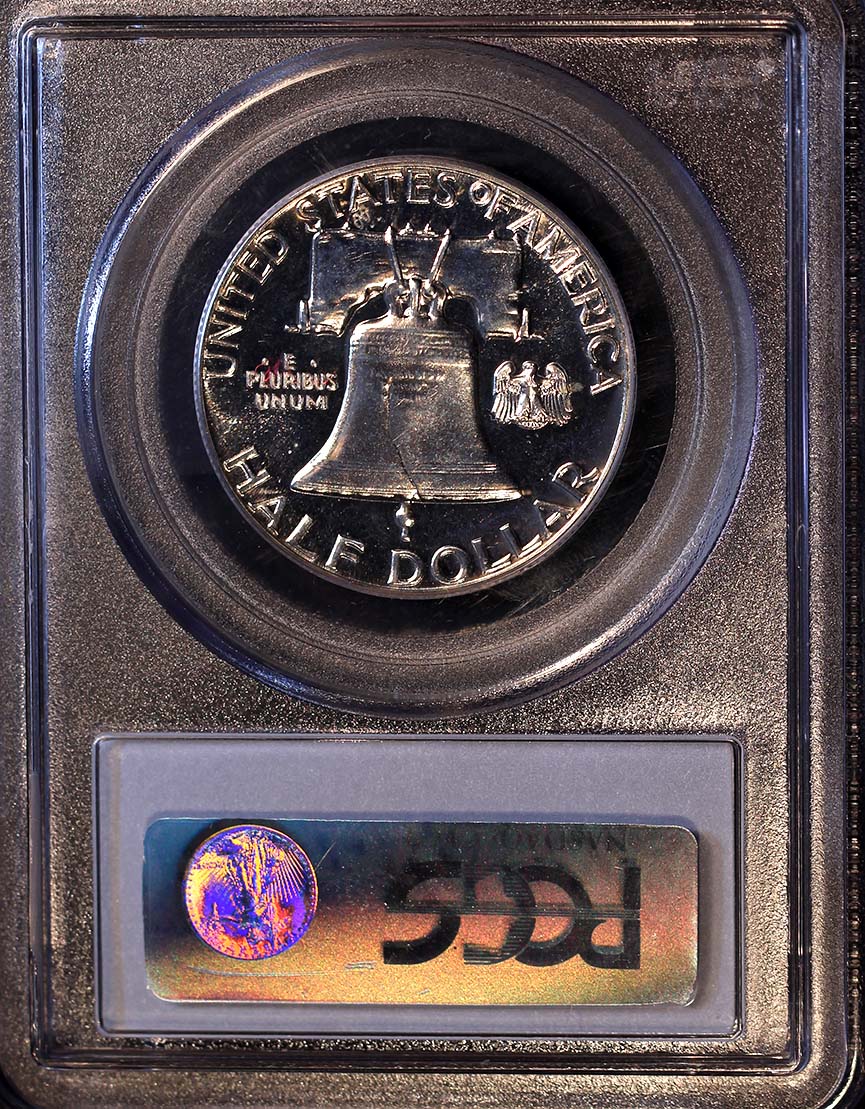 UNITED STATES OF AMERICA
E
PLURIBUS
UNUM
HALF DOLLAR
PCGS